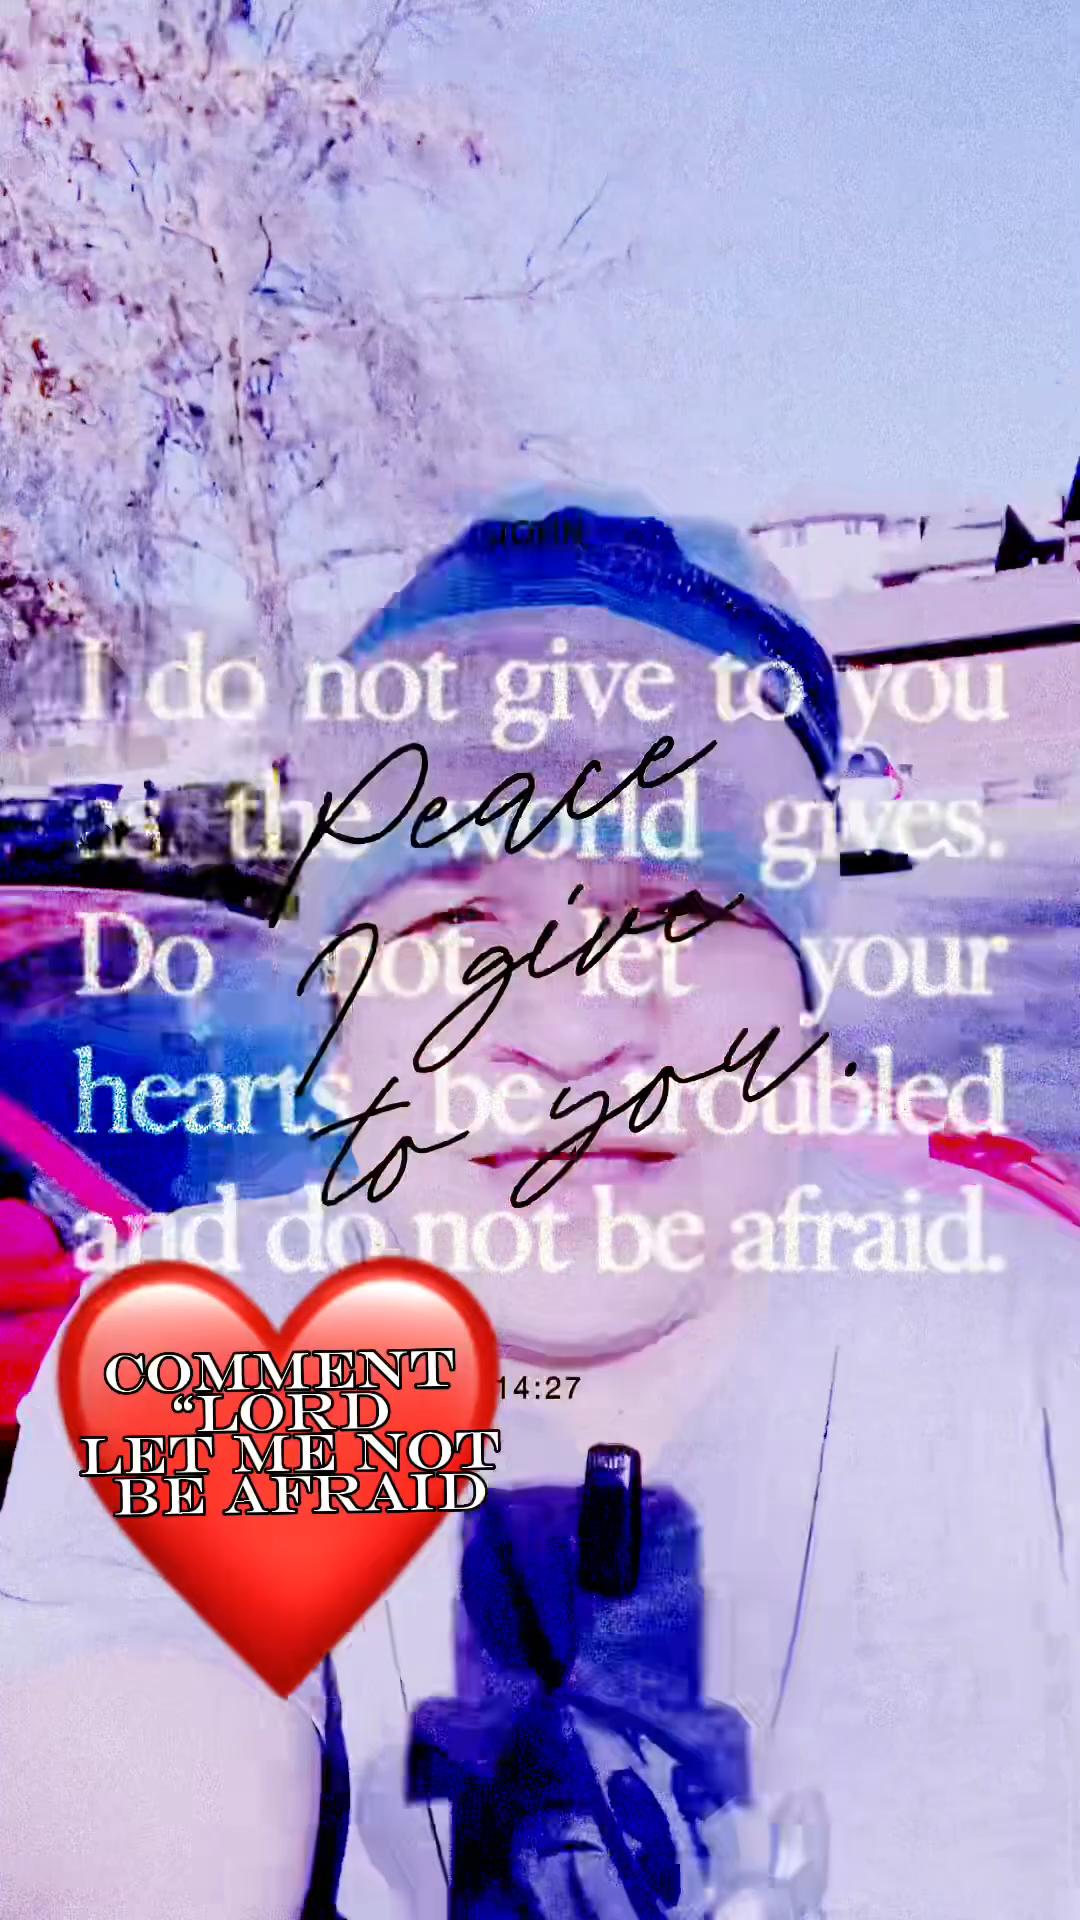 JOHN
I do not give to you
as the world gives.
Do not let your
hearts be troubled
and do not be afraid.
Peace
I give
to you.
14:27
COMMENT
“LORD
LET ME NOT
BE AFRAID